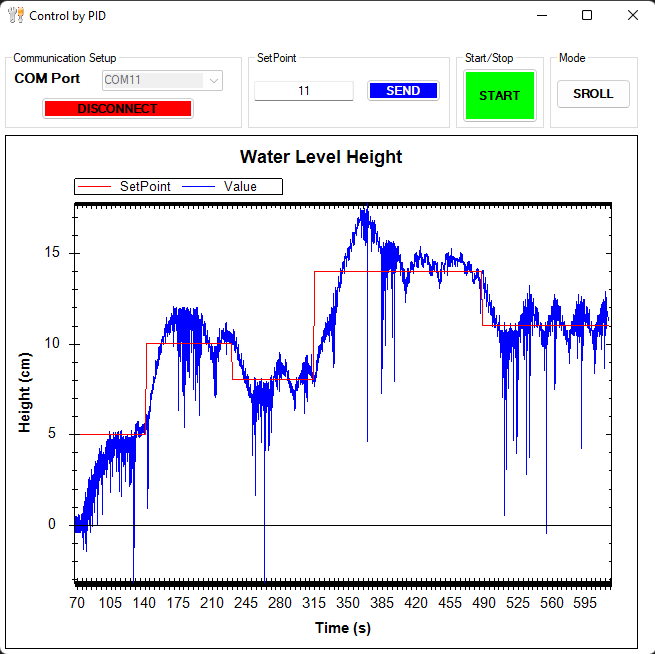 Control by PID
Communication Setup
COM Port COM11
DISCONNECT
SetPoint
11 SEND
Start/Stop
START
Mode
SROLL
Water Level Height
SetPoint Value
15
10
5
0
Height (cm)
70 105 140 175 210 245 280 315 350 385 420 455 490 525 560 595
Time (s)